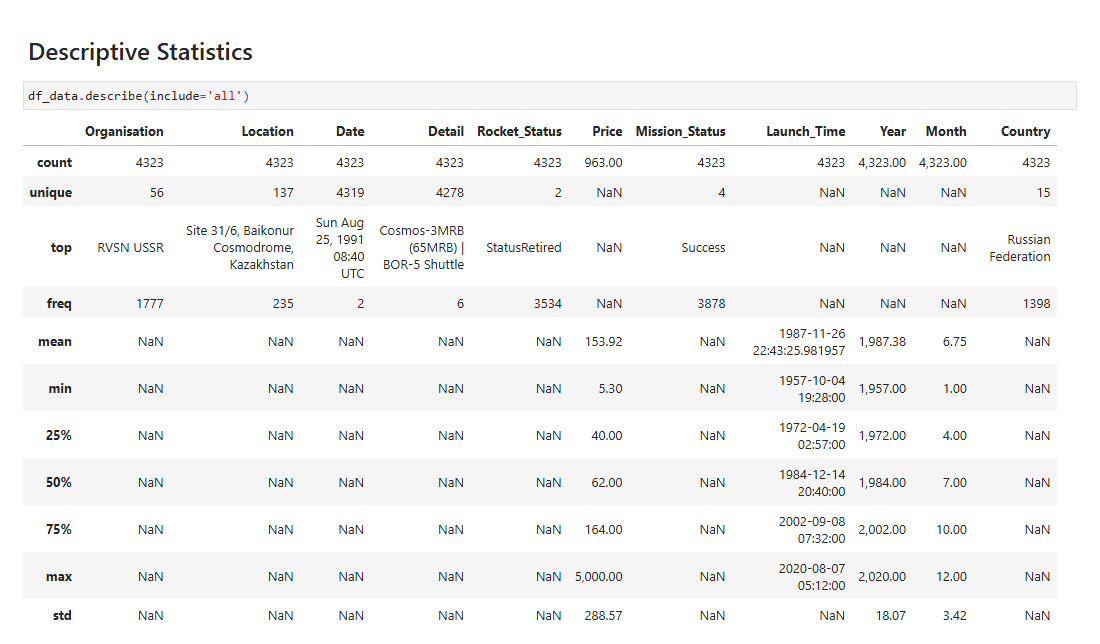 Descriptive Statistics
df_data.describe(include='all')
Organisation Location Date Detail Rocket_Status Price Mission_Status Launch_Time Year Month Country
count 4323 4323 4323 4323 4323 963.00 4323 4323 4,323.00 4,323.00 4323
unique 56 137 4319 4278 2 NaN 4 NaN NaN NaN 15
top RVSN USSR Site 31/6, Baikonur Cosmodrome, Kazakhstan Sun Aug 25, 1991 08:40 UTC Cosmos-3MRB (65MRB) | BOR-5 Shuttle StatusRetired NaN Success NaN NaN NaN Russian Federation
freq 1777 235 2 6 3534 NaN 3878 NaN NaN NaN 1398
mean NaN NaN NaN NaN NaN 153.92 NaN 1987-11-26 22:43:25.981957 1,987.38 6.75 NaN
min NaN NaN NaN NaN NaN 5.30 NaN 1957-10-04 19:28:00 1,957.00 1.00 NaN
25% NaN NaN NaN NaN NaN 40.00 NaN 1972-04-19 02:57:00 1,972.00 4.00 NaN
50% NaN NaN NaN NaN NaN 62.00 NaN 1984-12-14 20:40:00 1,984.00 7.00 NaN
75% NaN NaN NaN NaN NaN 164.00 NaN 2002-09-08 07:32:00 2,002.00 10.00 NaN
max NaN NaN NaN NaN NaN 5,000.00 NaN 2020-08-07 05:12:00 2,020.00 12.00 NaN
std NaN NaN NaN NaN NaN 288.57 NaN NaN 18.07 3.42 NaN